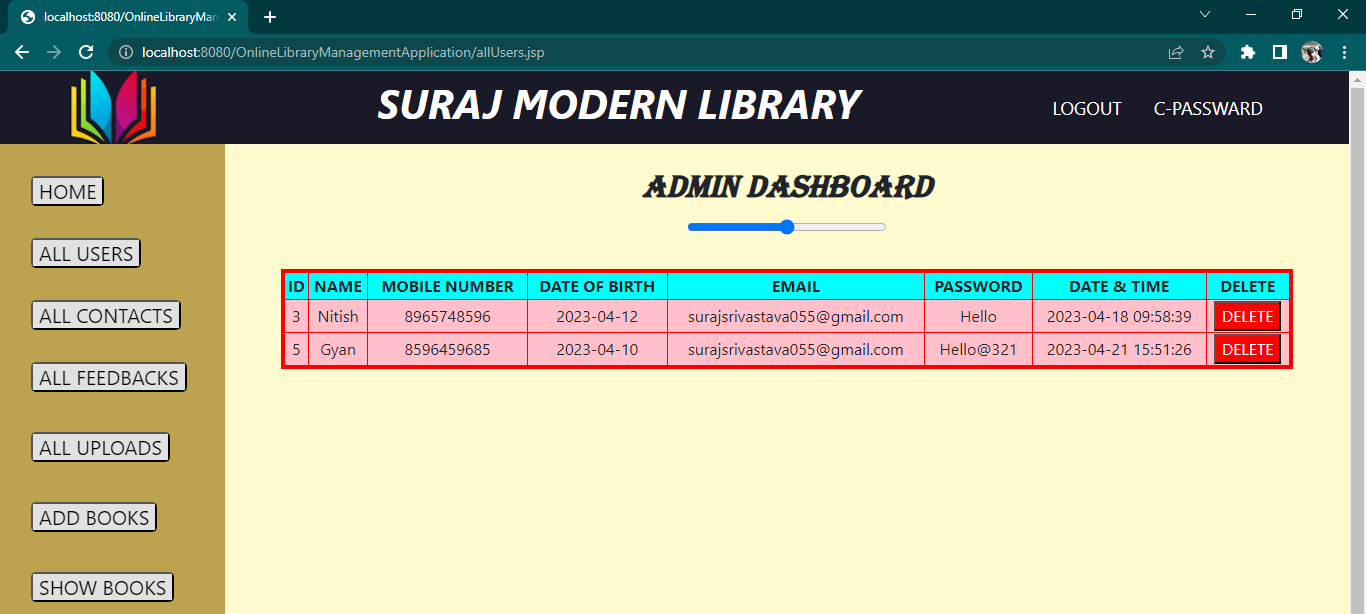 localhost:8080/OnlineLibraryMan
localhost:8080/OnlineLibraryManagementApplication/allUsers.jsp
SURAJ MODERN LIBRARY
LOGOUT C-PASSWARD
HOME
ALL USERS
ALL CONTACTS
ALL FEEDBACKS
ALL UPLOADS
ADD BOOKS
SHOW BOOKS
ADMIN DASHBOARD
ID NAME MOBILE NUMBER DATE OF BIRTH EMAIL PASSWORD DATE & TIME DELETE
3 Nitish 8965748596 2023-04-12 surajsrivastava055@gmail.com Hello 2023-04-18 09:58:39 DELETE
5 Gyan 8596459685 2023-04-10 surajsrivastava055@gmail.com Hello@321 2023-04-21 15:51:26 DELETE